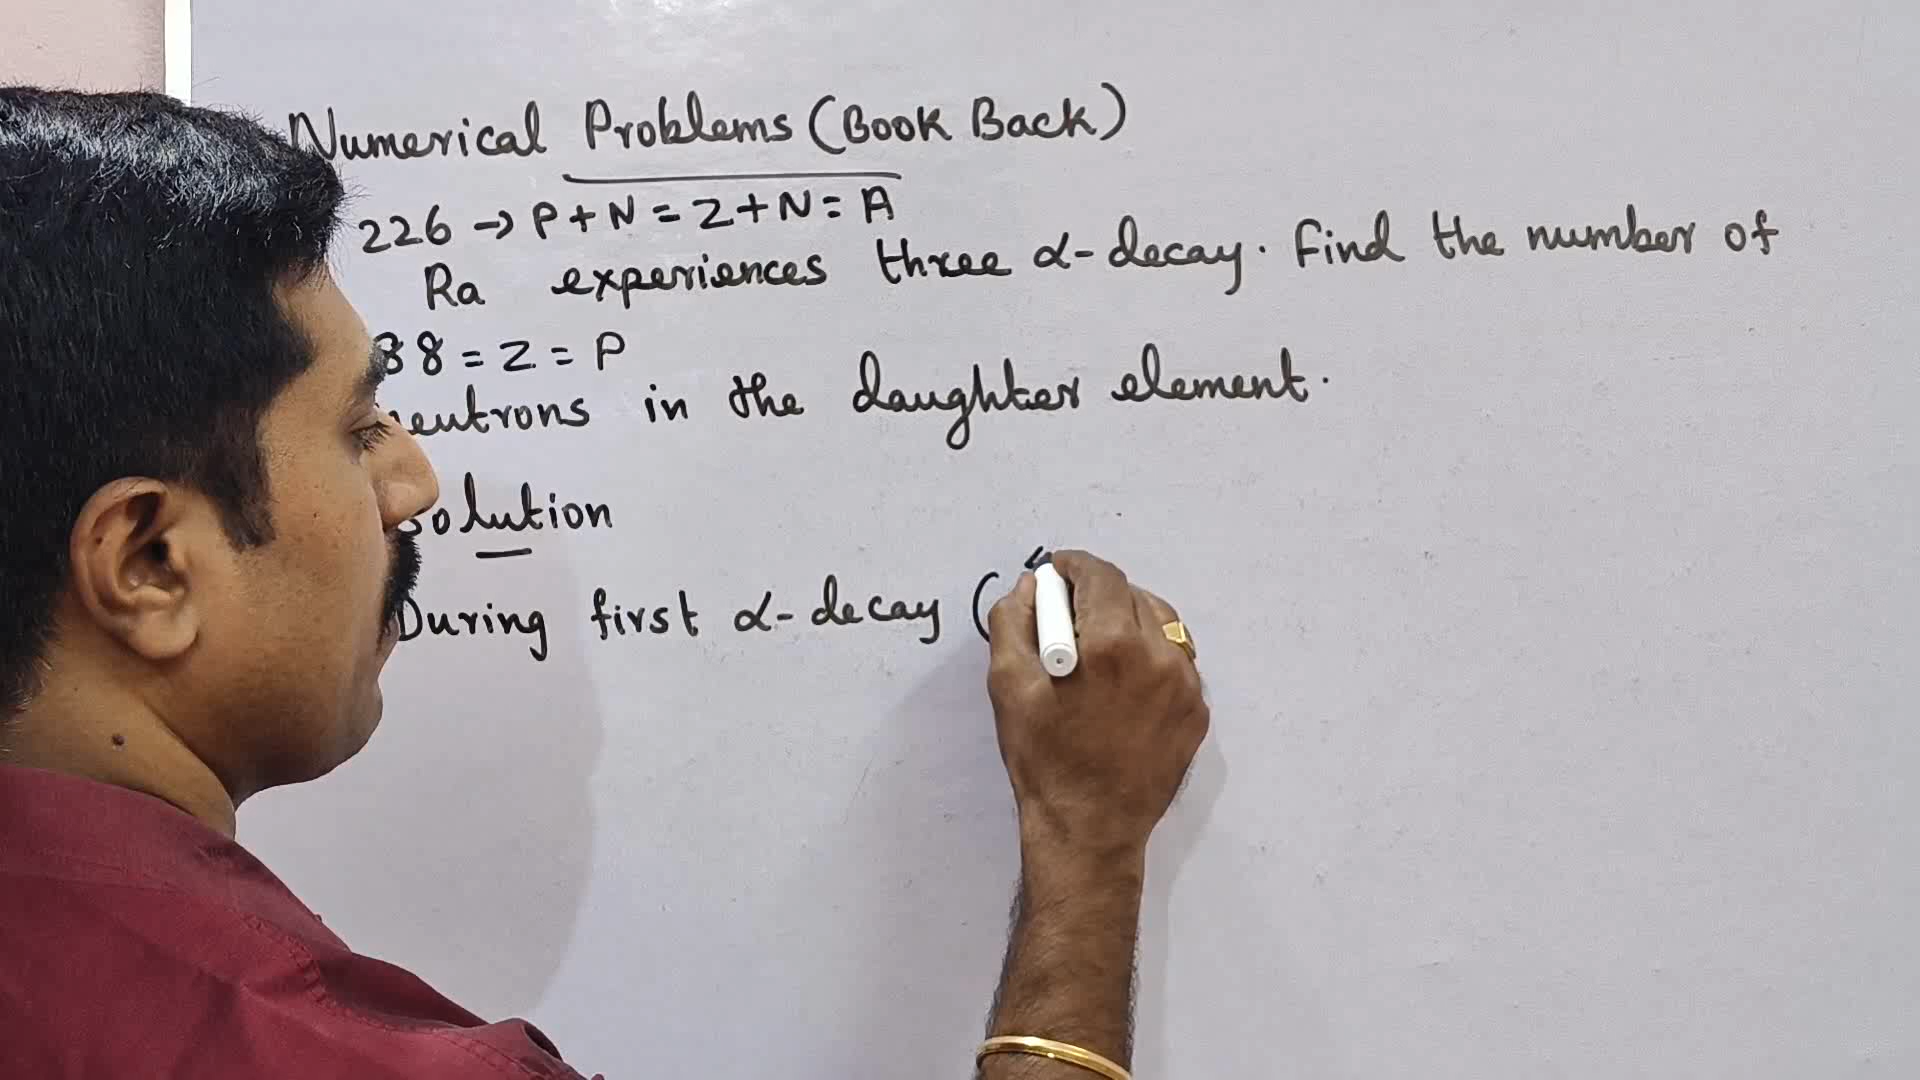 Numerical Problems (Book Back)
226 → P + N = Z + N = A
Ra experiences three α-decay. Find the number of
88 = Z = P
neutrons in the daughter element.
Solution
During first α-decay (